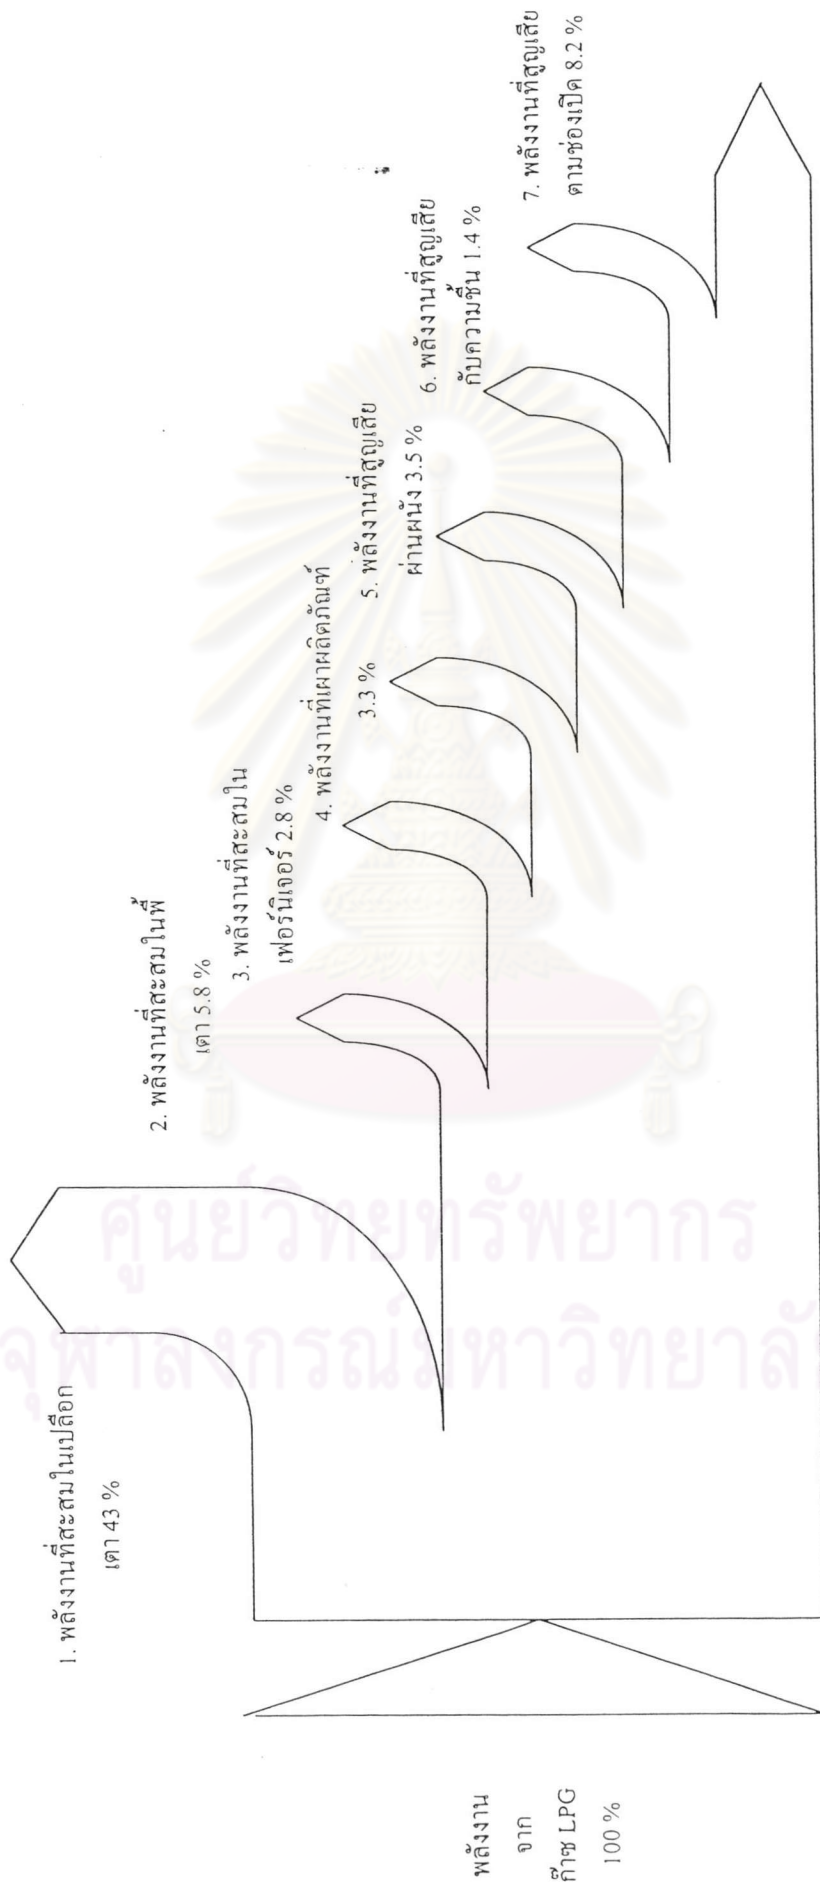 พลังงาน
จาก
ก๊าซ LPG
100 %
1. พลังงานที่สะสมในเปลือก
เตา 43 %
2. พลังงานที่สะสมในพื้
เตา 5.8 %
3. พลังงานที่สะสมใน
เฟอร์นิเจอร์ 2.8 %
4. พลังงานที่เผาผลิตภัณฑ์
3.3 %
5. พลังงานที่สูญเสีย
ผ่านผนัง 3.5 %
6. พลังงานที่สูญเสีย
กับความชื้น 1.4 %
7. พลังงานที่สูญเสีย
ตามช่องเปิด 8.2 %
ศูนย์วิทยทรัพยากร
จุฬาลงกรณ์มหาวิทยาลั